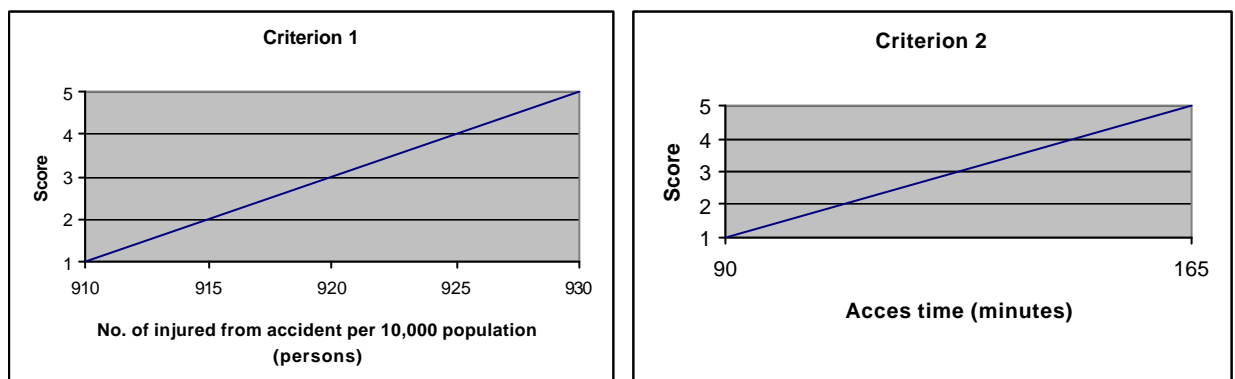 Criterion 1
5
4
3
2
1
Score
910 915 920 925 930
No. of injured from accident per 10,000 population
(persons)
Criterion 2
5
4
3
2
1
Score
90 165
Acces time (minutes)